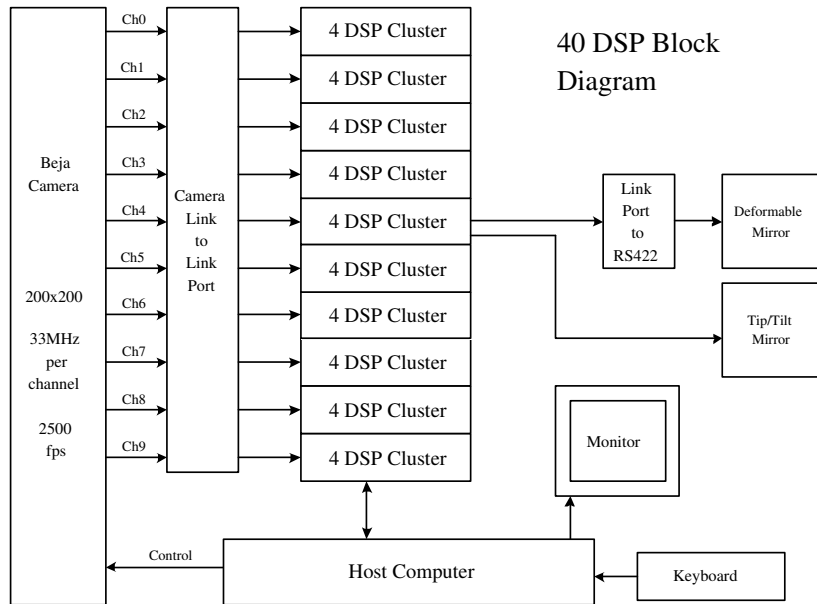 40 DSP Block
Diagram
Beja
Camera
200x200
33MHz
per
channel
2500
fps
Ch0
Ch1
Ch2
Ch3
Ch4
Ch5
Ch6
Ch7
Ch8
Ch9
Camera
Link
to
Link
Port
4 DSP Cluster
4 DSP Cluster
4 DSP Cluster
4 DSP Cluster
4 DSP Cluster
4 DSP Cluster
4 DSP Cluster
4 DSP Cluster
4 DSP Cluster
4 DSP Cluster
Link
Port
to
RS422
Deformable
Mirror
Tip/Tilt
Mirror
Monitor
Control
Host Computer
Keyboard